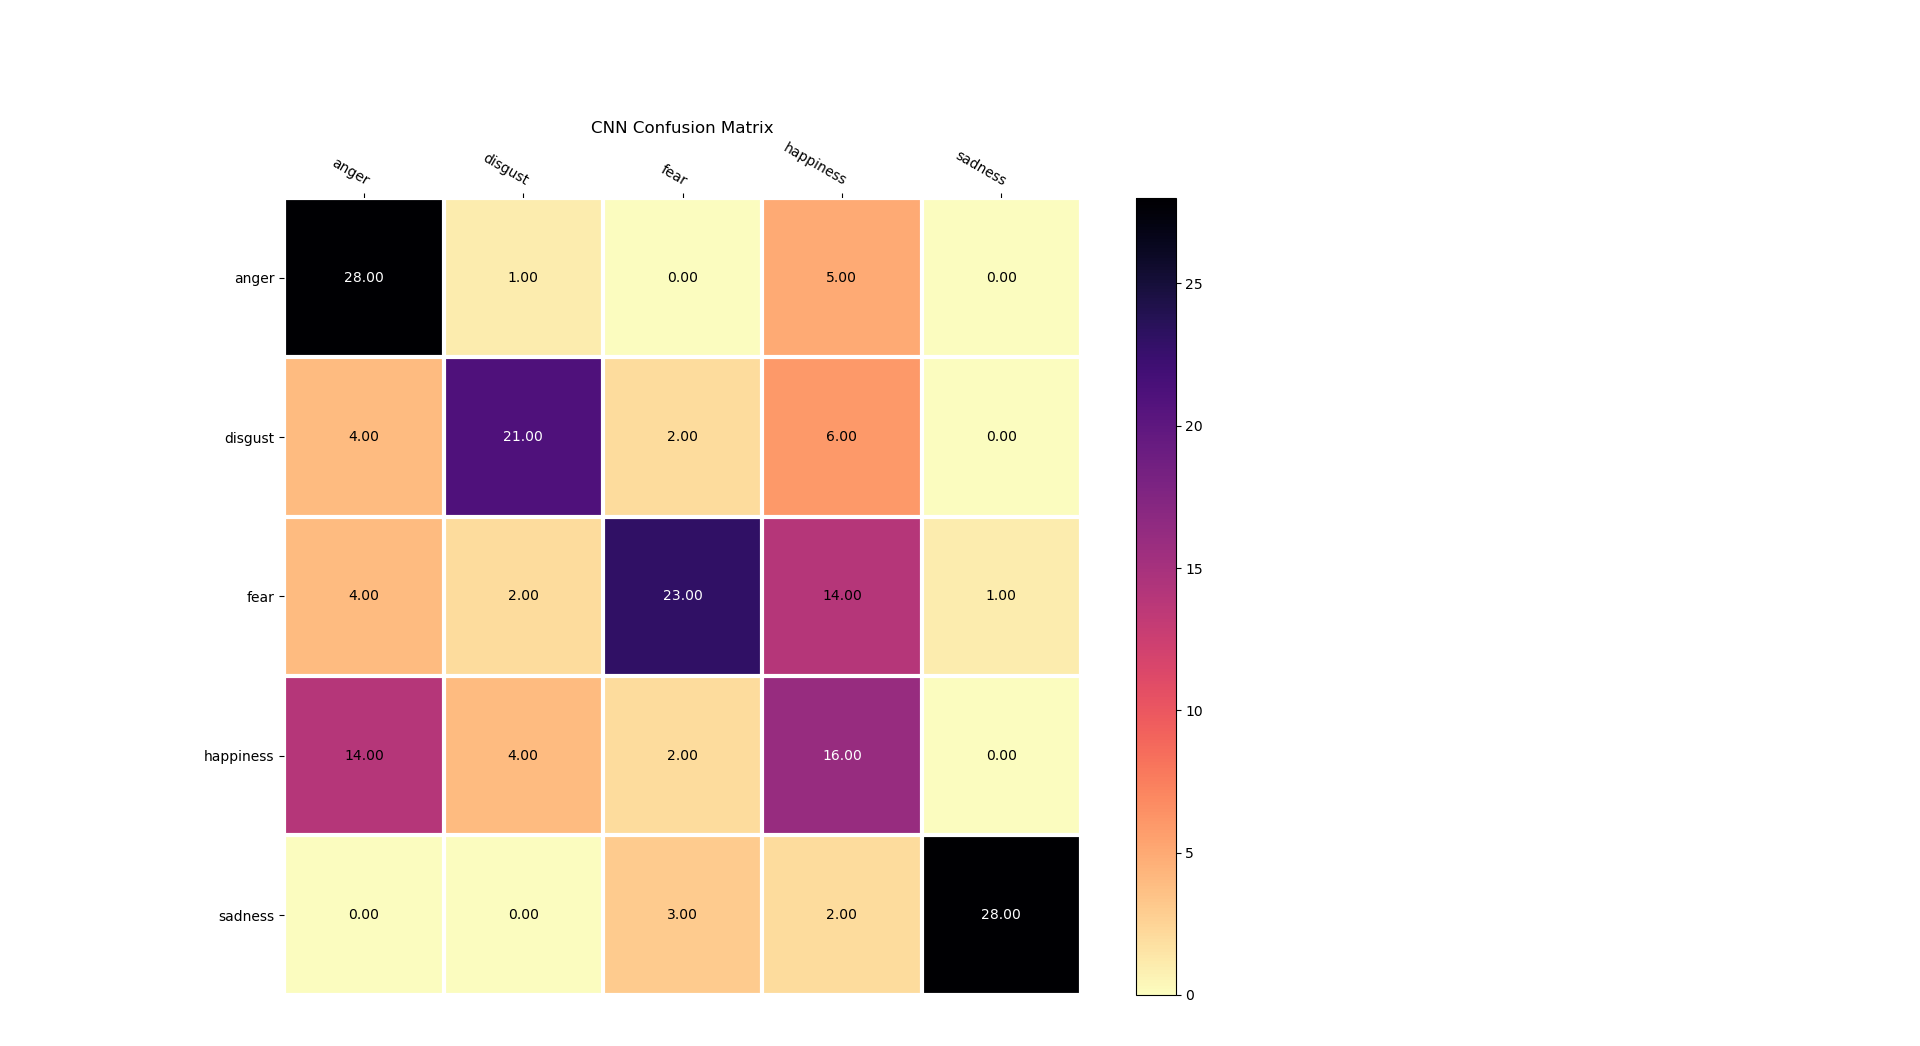 CNN Confusion Matrix
anger disgust fear happiness sadness
anger 28.00 1.00 0.00 5.00 0.00
disgust 4.00 21.00 2.00 6.00 0.00
fear 4.00 2.00 23.00 14.00 1.00
happiness 14.00 4.00 2.00 16.00 0.00
sadness 0.00 0.00 3.00 2.00 28.00
25
20
15
10
5
0